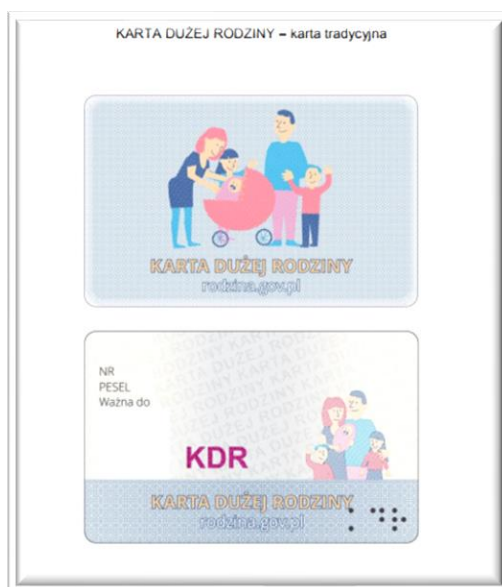 KARTA DUŻEJ RODZINY – karta tradycyjna
KARTA DUŻEJ RODZINY
rodzina.gov.pl
NR
PESEL
Ważna do
KDR
KARTA DUŻEJ RODZINY
rodzina.gov.pl